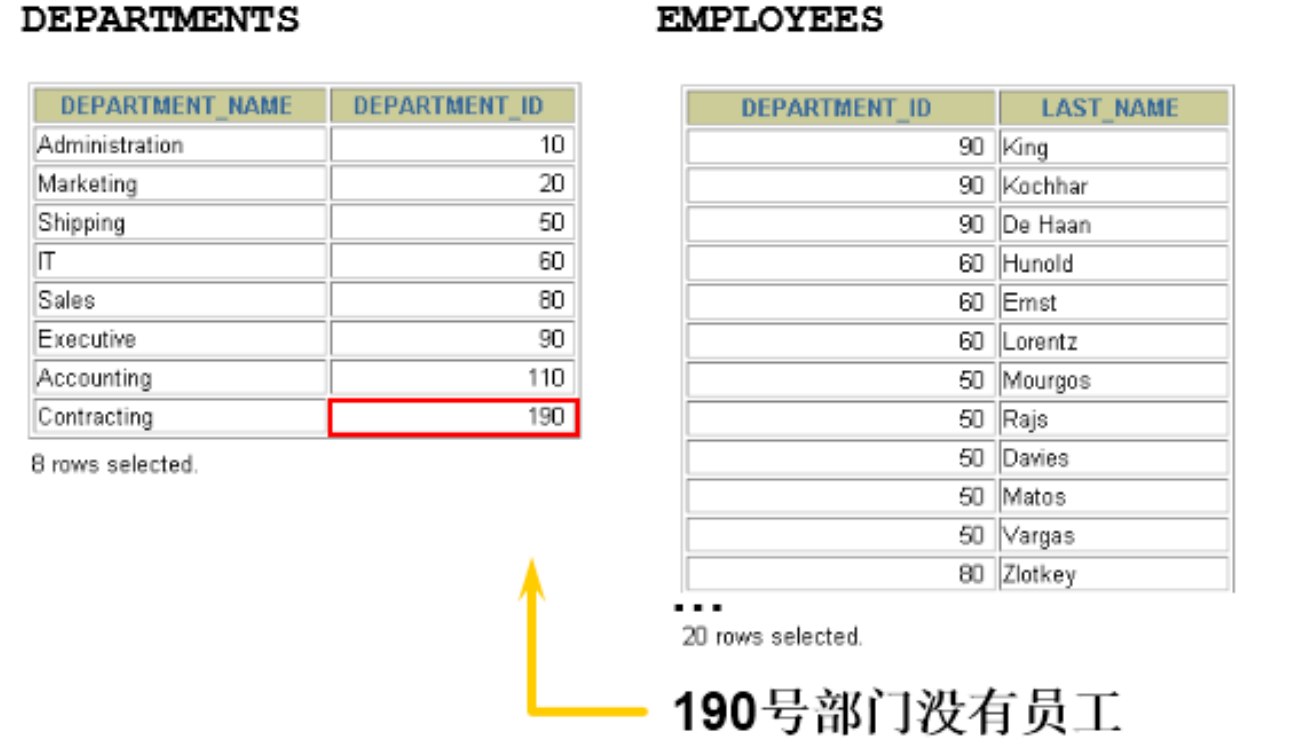 DEPARTMENTS
DEPARTMENT_NAME DEPARTMENT_ID
Administration 10
Marketing 20
Shipping 50
IT 60
Sales 80
Executive 90
Accounting 110
Contracting 190
8 rows selected.
EMPLOYEES
DEPARTMENT_ID LAST_NAME
90 King
90 Kochhar
90 De Haan
60 Hunold
60 Ernst
60 Lorentz
50 Mourgos
50 Rajs
50 Davies
50 Matos
50 Vargas
80 Zlotkey
...
20 rows selected.
190号部门没有员工